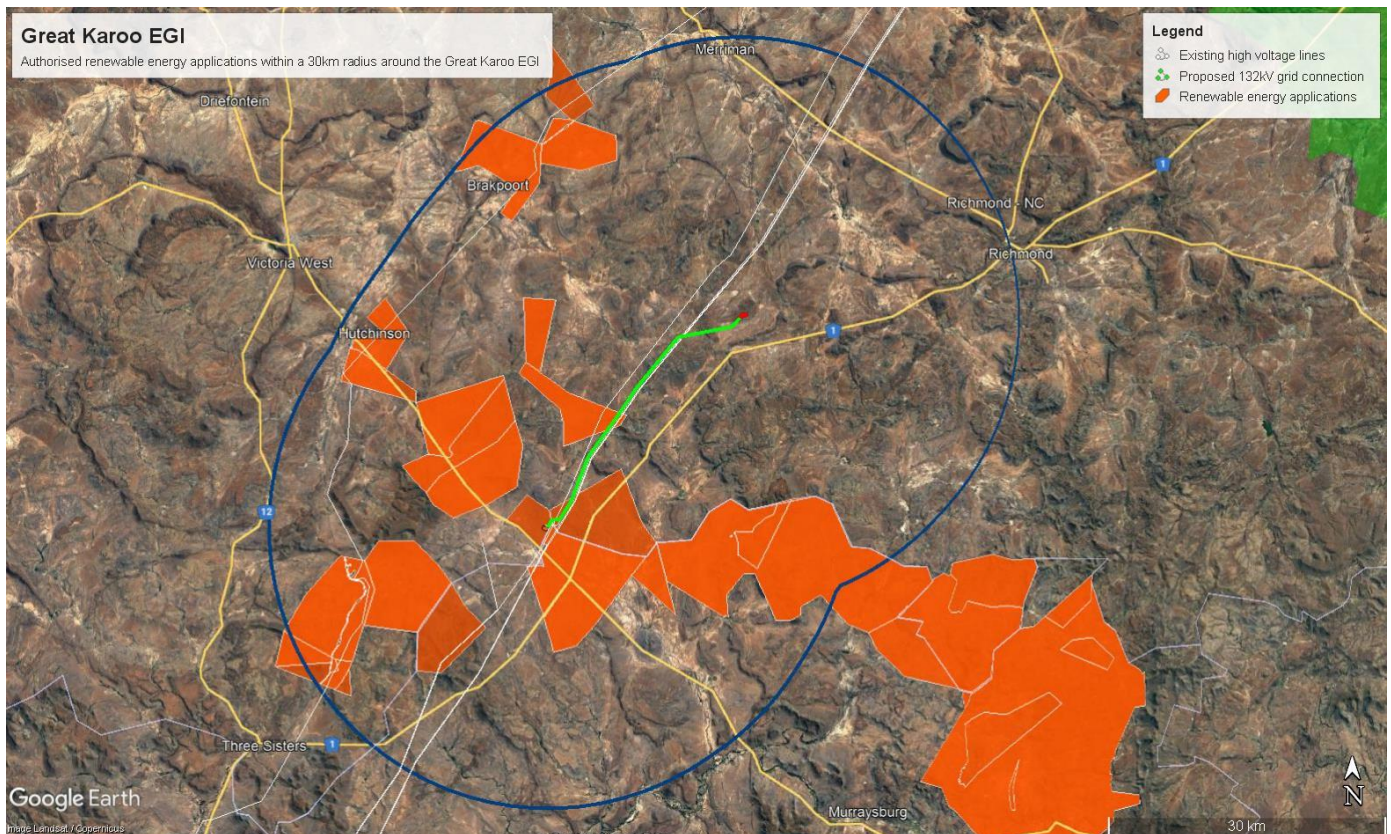 Great Karoo EGI
Authorised renewable energy applications within a 30km radius around the Great Karoo EGI
Legend
Existing high voltage lines
Proposed 132kV grid connection
Renewable energy applications
Merriman
Driefontein
1
Brakpoort
Richmond - NC
Victoria West
Richmond
Hutchinson
1
12
Three Sisters
1
Murraysburg
N
Google Earth
Image Landsat / Copernicus
30 km